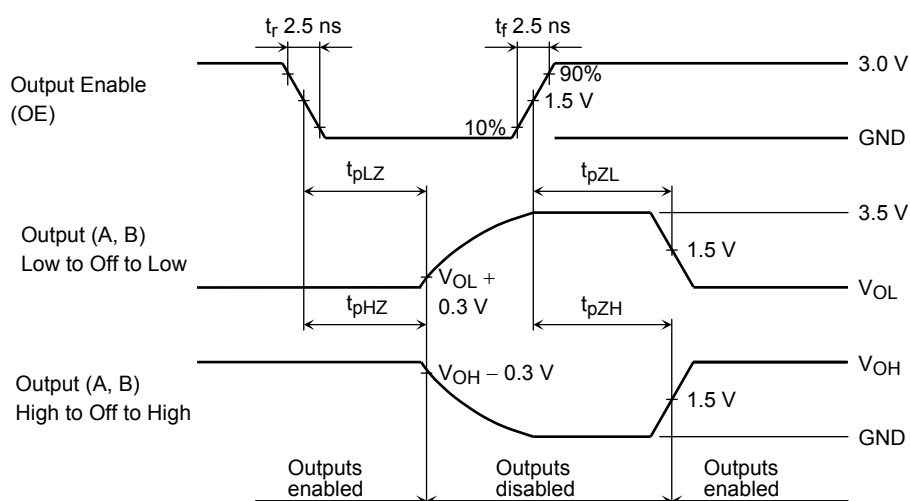 tr 2.5 ns
tf 2.5 ns
Output Enable
(OE)
90%
1.5 V
10%
3.0 V
GND
tpLZ
tpZL
Output (A, B)
Low to Off to Low
VOL +
0.3 V
1.5 V
3.5 V
VOL
tpHZ
tpZH
Output (A, B)
High to Off to High
VOH − 0.3 V
1.5 V
VOH
GND
Outputs
enabled
Outputs
disabled
Outputs
enabled